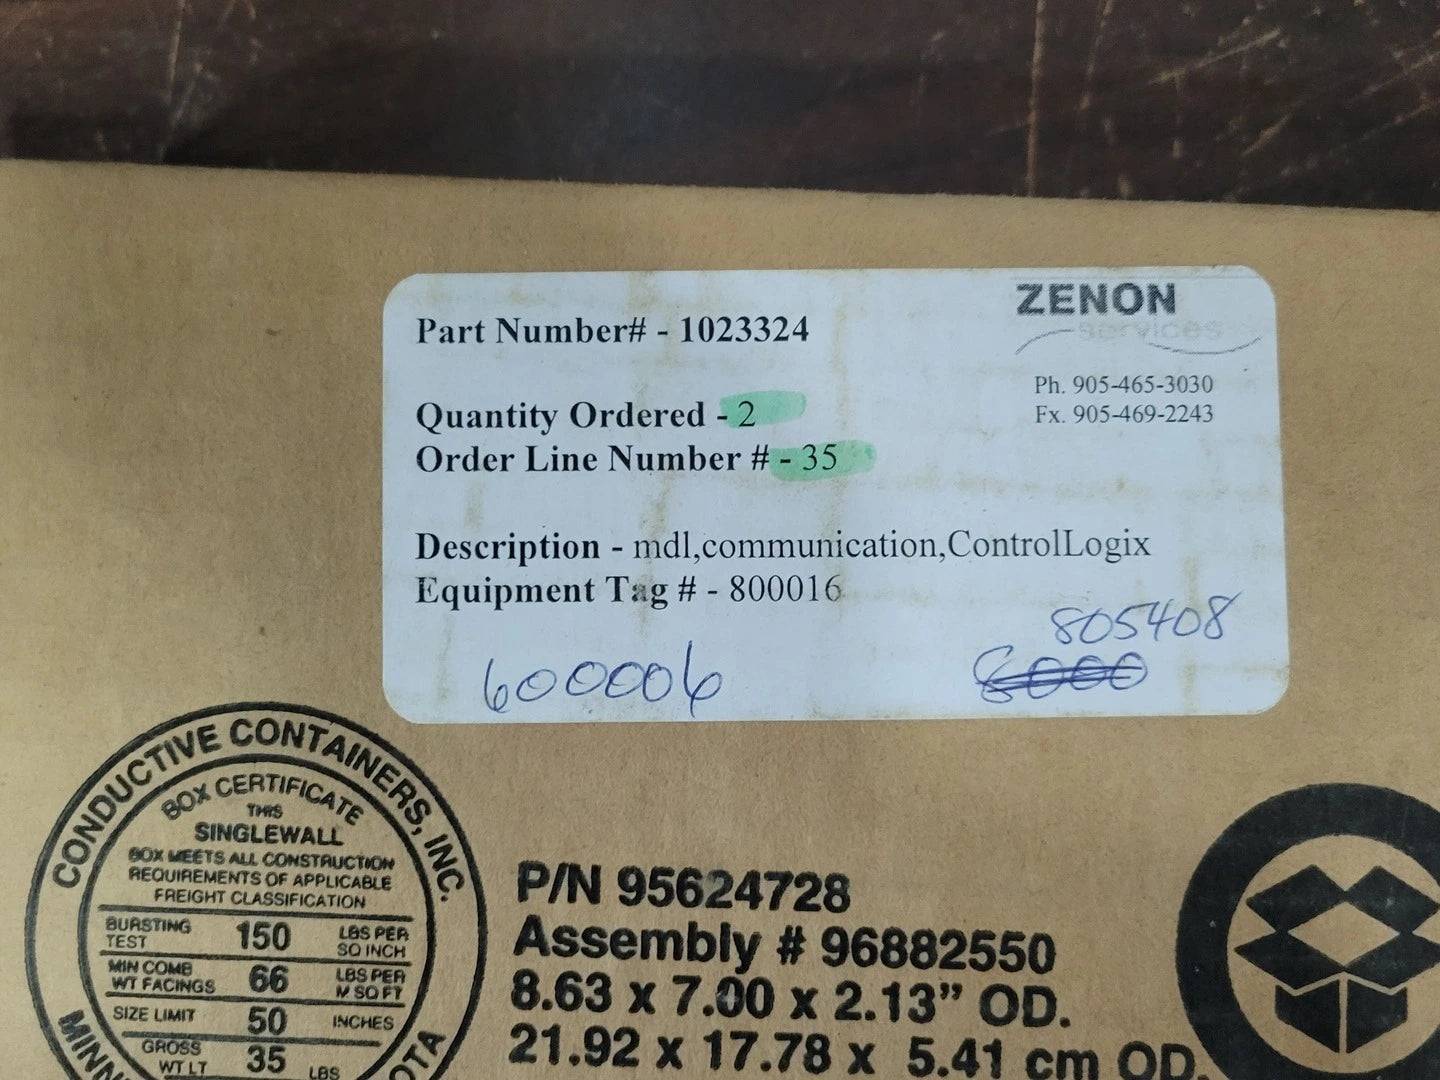 ZENON
services
Part Number# - 1023324
Ph. 905-465-3030
Fx. 905-469-2243
Quantity Ordered - 2
Order Line Number # - 35
Description - mdl,communication,ControlLogix
Equipment Tag # - 800016
805408
600006
8000
CONDUCTIVE CONTAINERS, INC.
BOX CERTIFICATE
THIS
SINGLEWALL
BOX MEETS ALL CONSTRUCTION
REQUIREMENTS OF APPLICABLE
FREIGHT CLASSIFICATION
BURSTING TEST 150 LBS PER SQ INCH
MIN COMB WT FACINGS 66 LBS PER M SQ FT
SIZE LIMIT 50 INCHES
GROSS WT LT 35 LBS
P/N 95624728
Assembly # 96882550
8.63 x 7.00 x 2.13” OD.
21.92 x 17.78 x 5.41 cm OD.